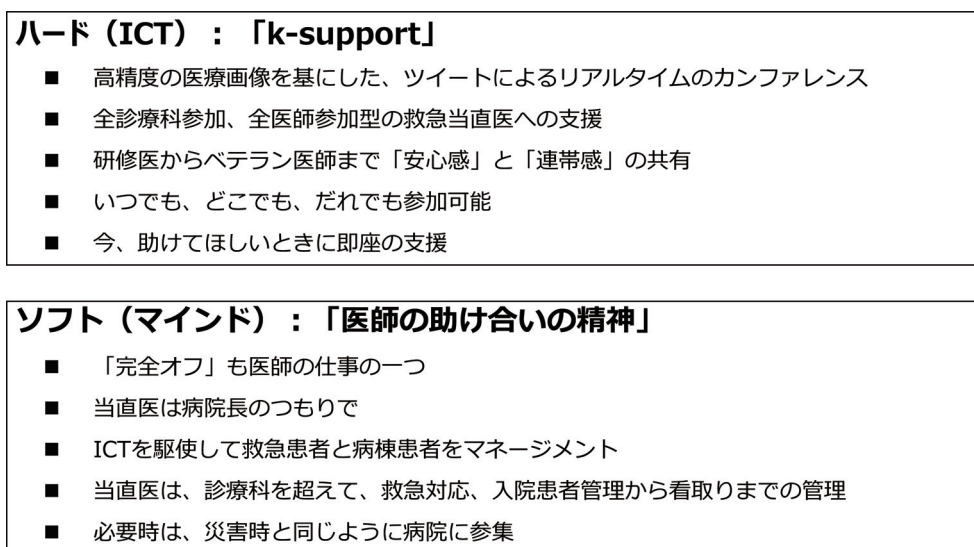 ハード（ICT）：「k-support」
■ 高精度の医療画像を基にした、ツイートによるリアルタイムのカンファレンス
■ 全診療科参加、全医師参加型の救急当直医への支援
■ 研修医からベテラン医師まで「安心感」と「連帯感」の共有
■ いつでも、どこでも、だれでも参加可能
■ 今、助けてほしいときに即座の支援
ソフト（マインド）：「医師の助け合いの精神」
■ 「完全オフ」も医師の仕事の一つ
■ 当直医は病院長のつもりで
■ ICTを駆使して救急患者と病棟患者をマネージメント
■ 当直医は、診療科を超えて、救急対応、入院患者管理から看取りまでの管理
■ 必要時は、災害時と同じように病院に参集